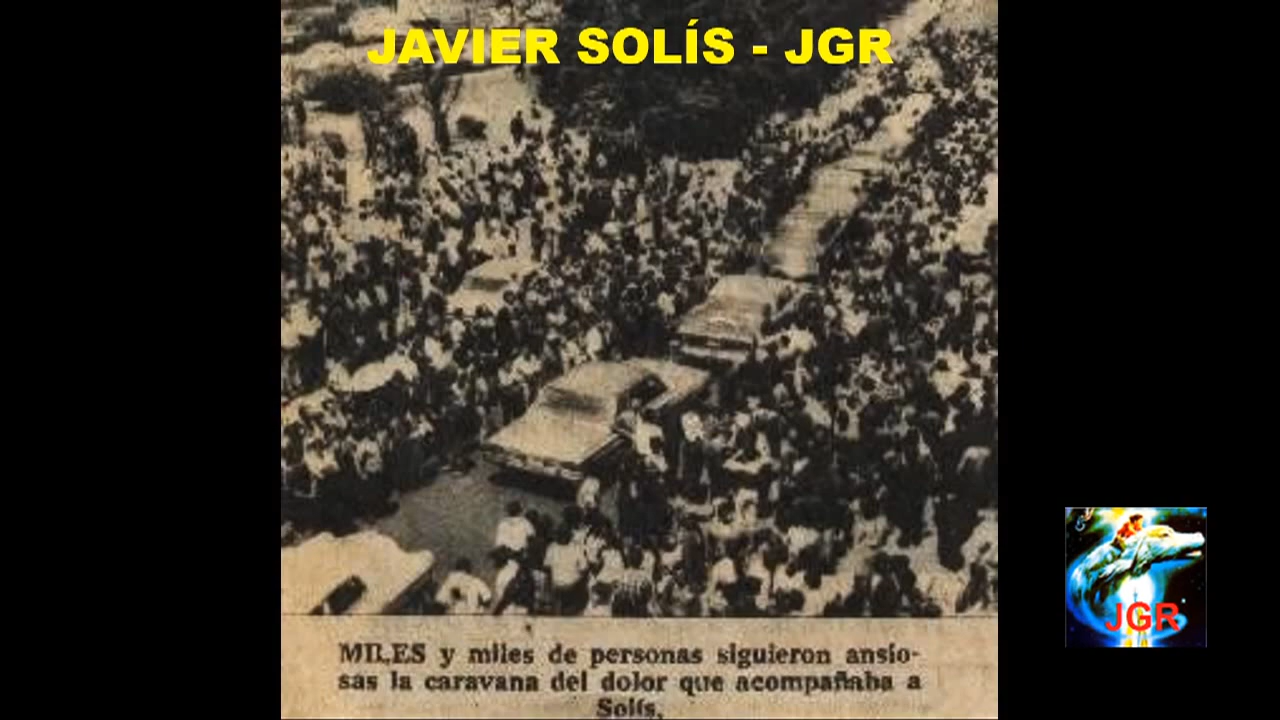 JAVIER SOLÍS - JGR
JGR
MILES y miles de personas siguieron ansio-
sas la caravana del dolor que acompañaba a
Solís,